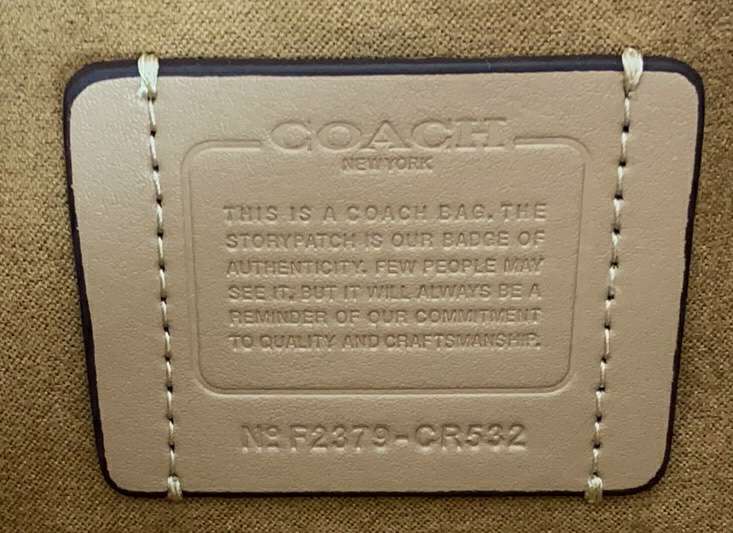 COACH
NEW YORK
THIS IS A COACH BAG. THE
STORYPATCH IS OUR BADGE OF
AUTHENTICITY. FEW PEOPLE MAY
SEE IT, BUT IT WILL ALWAYS BE A
REMINDER OF OUR COMMITMENT
TO QUALITY AND CRAFTSMANSHIP.
Nº F2379-CR532